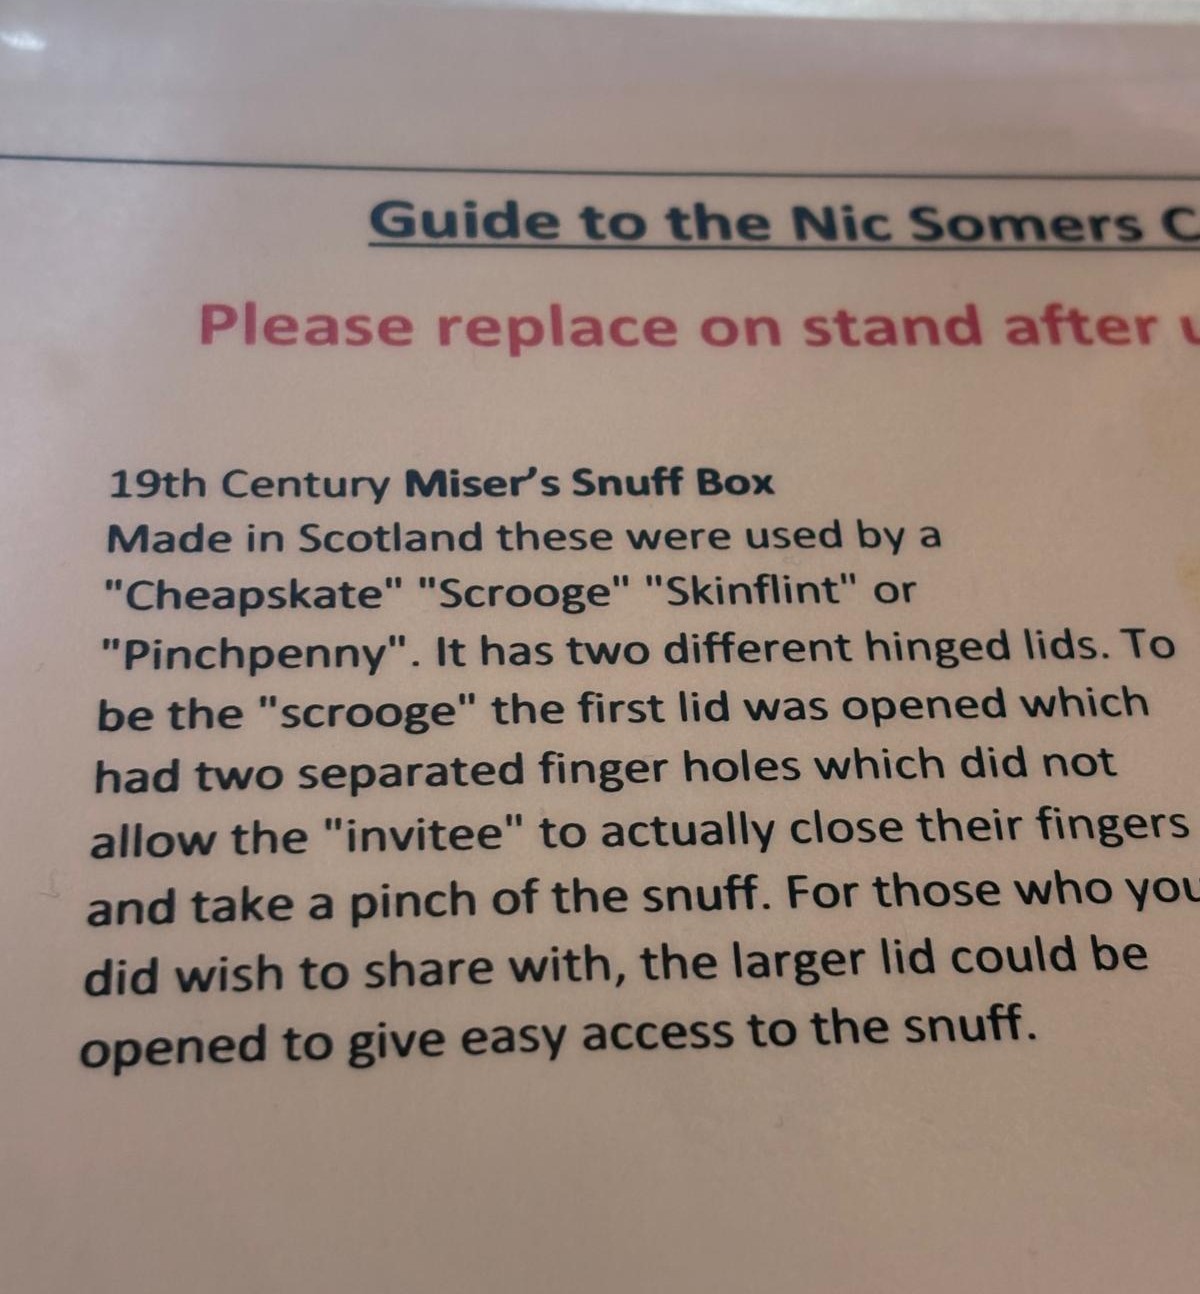 Guide to the Nic Somers C
Please replace on stand after u
19th Century Miser's Snuff Box
Made in Scotland these were used by a
"Cheapskate" "Scrooge" "Skinflint" or
"Pinchpenny". It has two different hinged lids. To
be the "scrooge" the first lid was opened which
had two separated finger holes which did not
allow the "invitee" to actually close their fingers
and take a pinch of the snuff. For those who you
did wish to share with, the larger lid could be
opened to give easy access to the snuff.